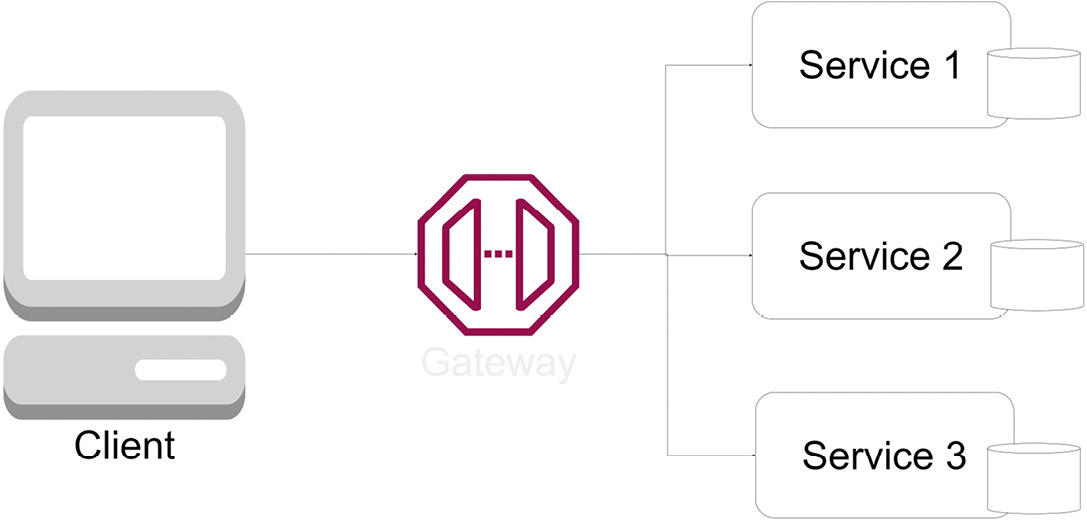 Service 1
Service 2
Gateway
Client
Service 3